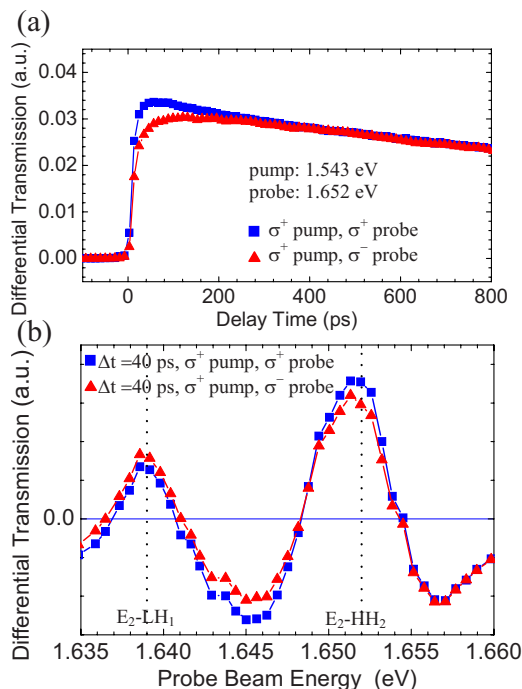 (a)
Differential Transmission (a.u.)
0.04
0.03
0.02
0.01
0.00
pump: 1.543 eV
probe: 1.652 eV
σ⁺ pump, σ⁺ probe
σ⁺ pump, σ⁻ probe
0 200 400 600 800
Delay Time (ps)
(b)
Differential Transmission (a.u.)
Δt =40 ps, σ⁺ pump, σ⁺ probe
Δt =40 ps, σ⁺ pump, σ⁻ probe
0.0
E₂-LH₁
E₂-HH₂
1.635 1.640 1.645 1.650 1.655 1.660
Probe Beam Energy (eV)